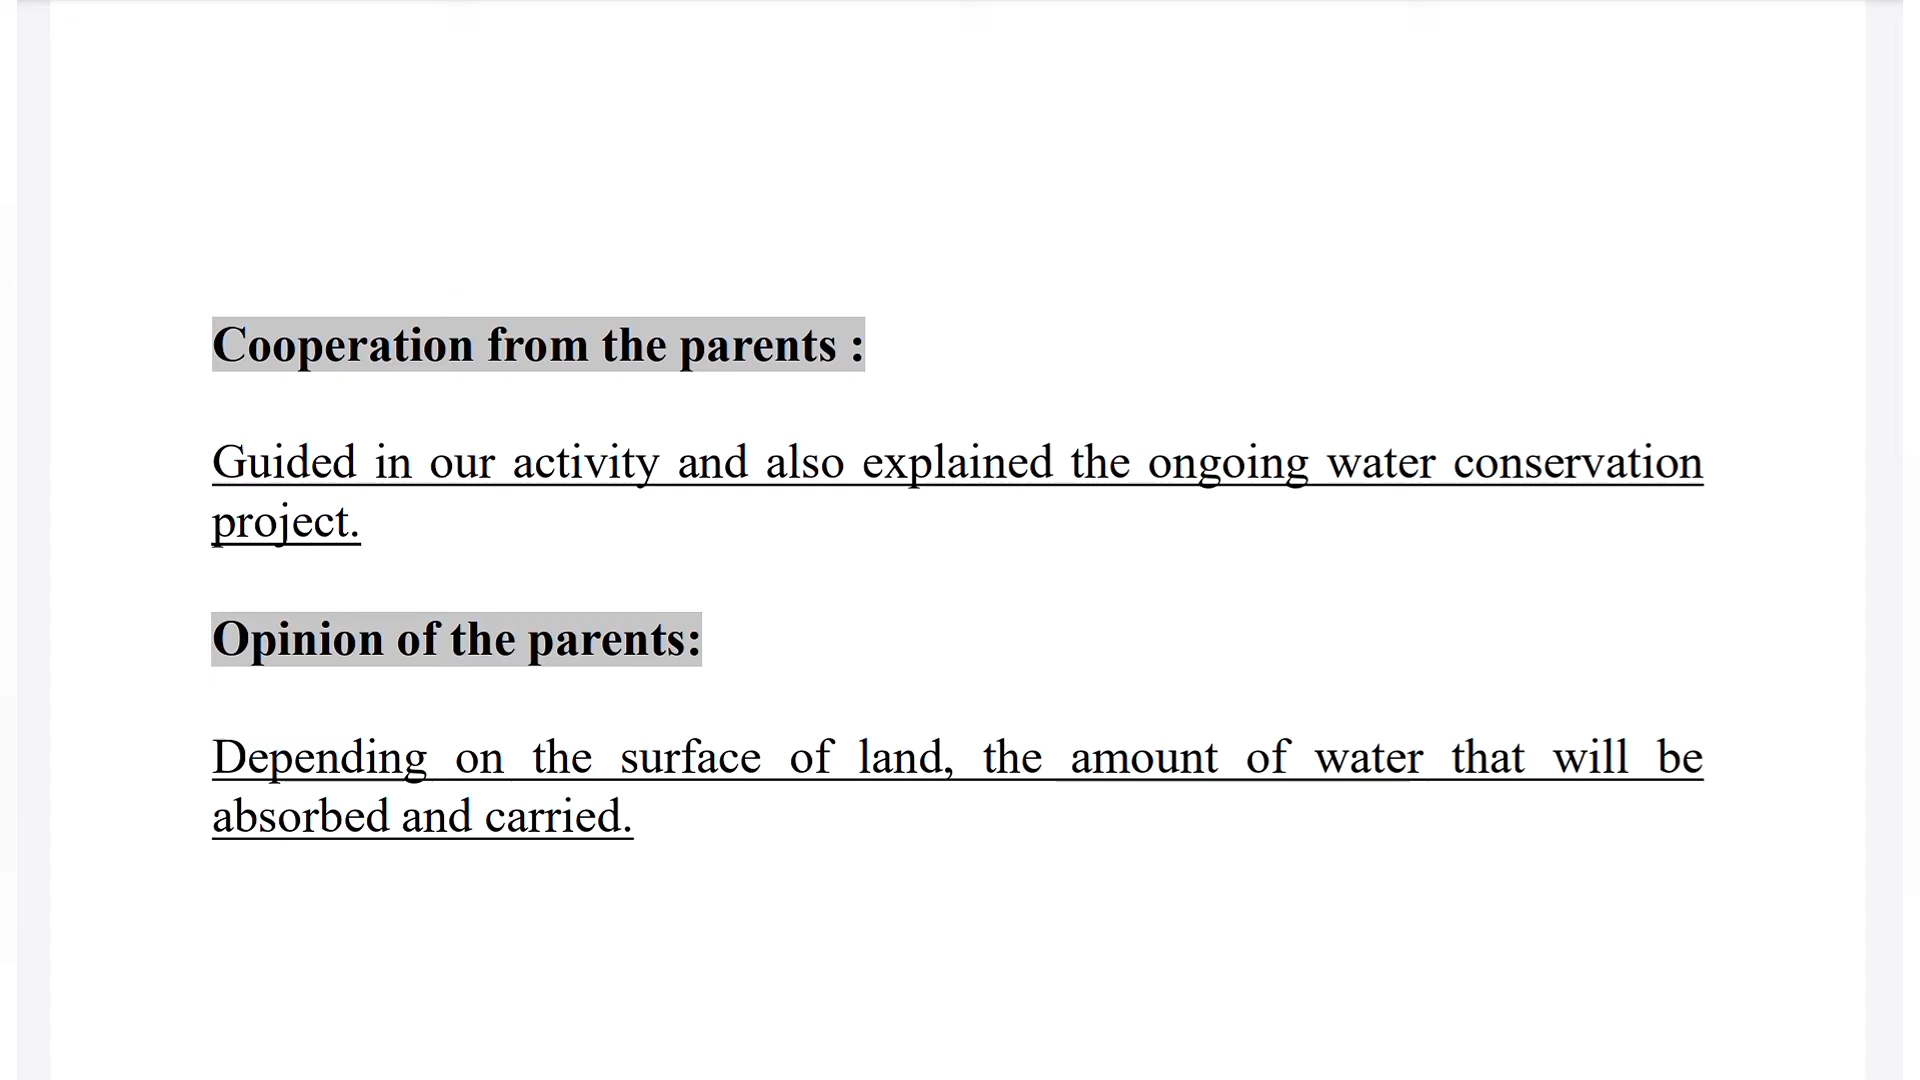 Cooperation from the parents :
Guided in our activity and also explained the ongoing water conservation
project.
Opinion of the parents:
Depending on the surface of land, the amount of water that will be
absorbed and carried.